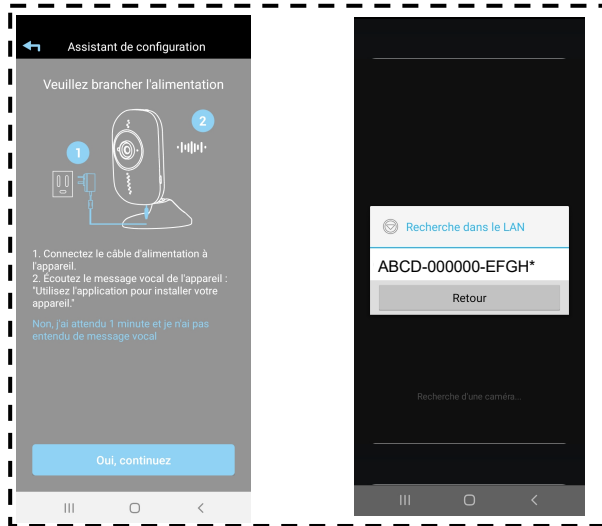 Assistant de configuration
Veuillez brancher l'alimentation
2
1
1. Connectez le câble d'alimentation à
l'appareil.
2. Écoutez le message vocal de l'appareil :
"Utilisez l'application pour installer votre
appareil."
Non, j'ai attendu 1 minute et je n'ai pas
entendu de message vocal
Oui, continuez
Recherche dans le LAN
ABCD-000000-EFGH*
Retour
Recherche d'une caméra...